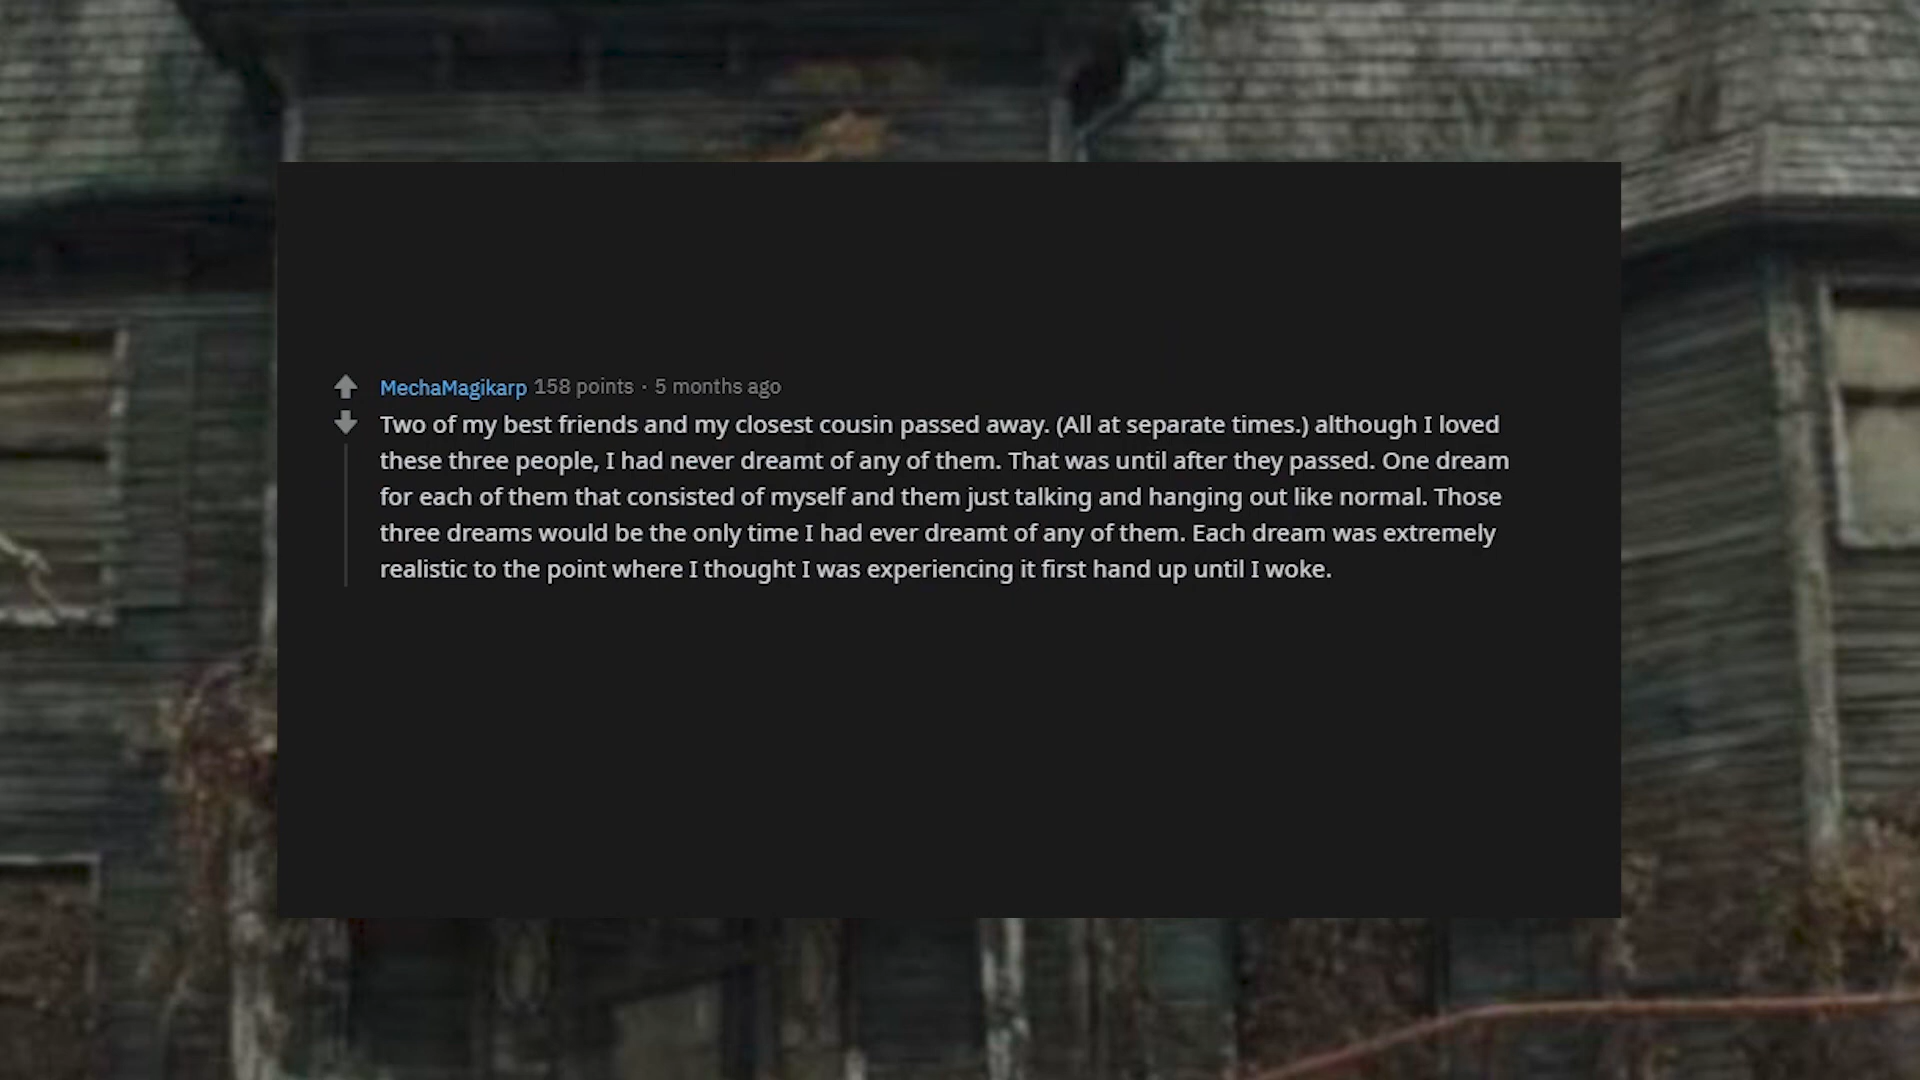 MechaMagikarp 158 points · 5 months ago
Two of my best friends and my closest cousin passed away. (All at separate times.) although I loved
these three people, I had never dreamt of any of them. That was until after they passed. One dream
for each of them that consisted of myself and them just talking and hanging out like normal. Those
three dreams would be the only time I had ever dreamt of any of them. Each dream was extremely
realistic to the point where I thought I was experiencing it first hand up until I woke.